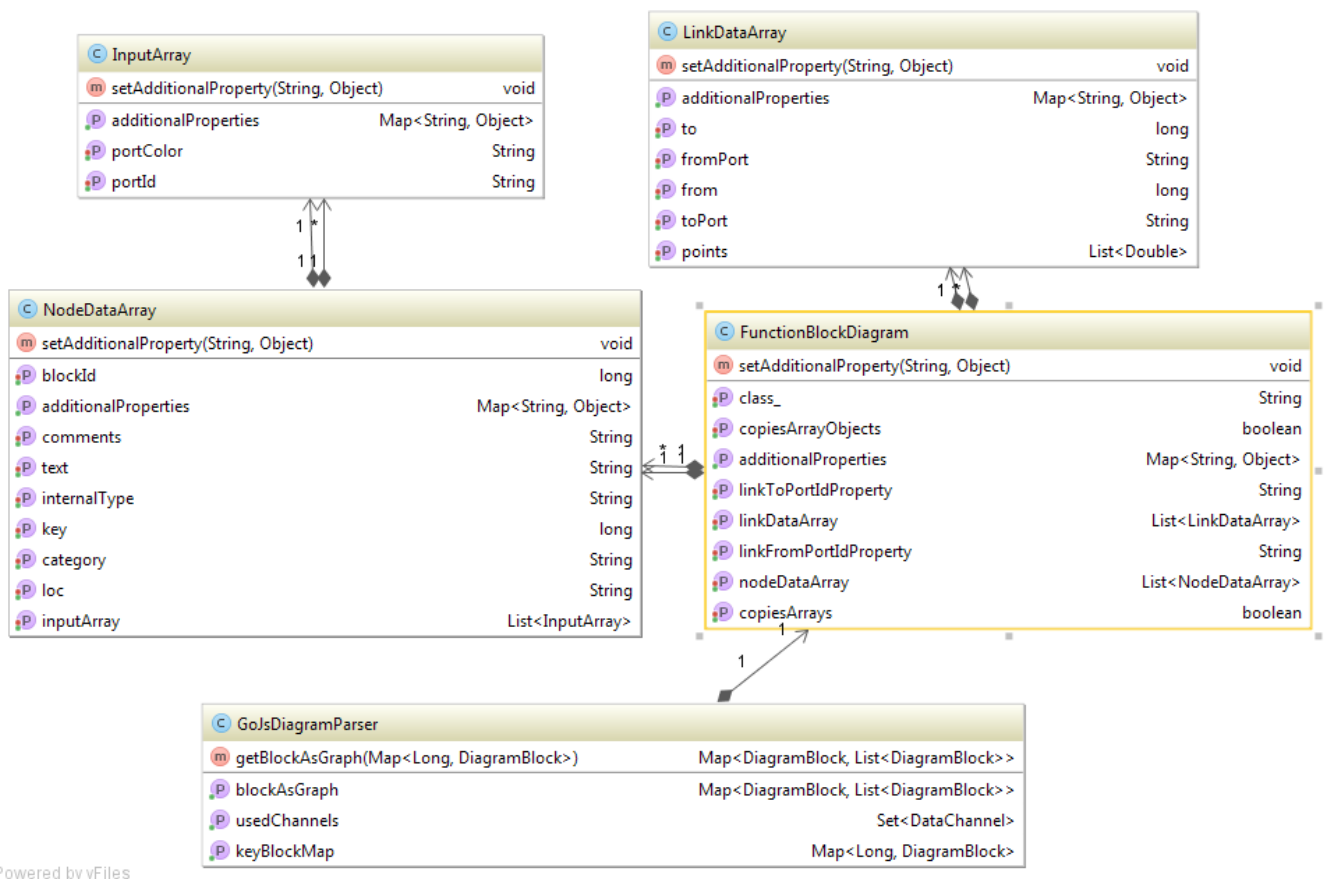 C InputArray
m setAdditionalProperty(String, Object) void
P additionalProperties Map<String, Object>
P portColor String
P portId String
C LinkDataArray
m setAdditionalProperty(String, Object) void
P additionalProperties Map<String, Object>
P to long
P fromPort String
P from long
P toPort String
P points List<Double>
1 *
1 1
1 *
C NodeDataArray
m setAdditionalProperty(String, Object) void
P blockId long
P additionalProperties Map<String, Object>
P comments String
P text String
P internalType String
P key long
P category String
P loc String
P inputArray List<InputArray>
* 1
1 1
C FunctionBlockDiagram
m setAdditionalProperty(String, Object) void
P class_ String
P copiesArrayObjects boolean
P additionalProperties Map<String, Object>
P linkToPortIdProperty String
P linkDataArray List<LinkDataArray>
P linkFromPortIdProperty String
P nodeDataArray List<NodeDataArray>
P copiesArrays boolean
1
1
C GoJsDiagramParser
m getBlockAsGraph(Map<Long, DiagramBlock>) Map<DiagramBlock, List<DiagramBlock>>
P blockAsGraph Map<DiagramBlock, List<DiagramBlock>>
P usedChannels Set<DataChannel>
P keyBlockMap Map<Long, DiagramBlock>
Powered by yFiles